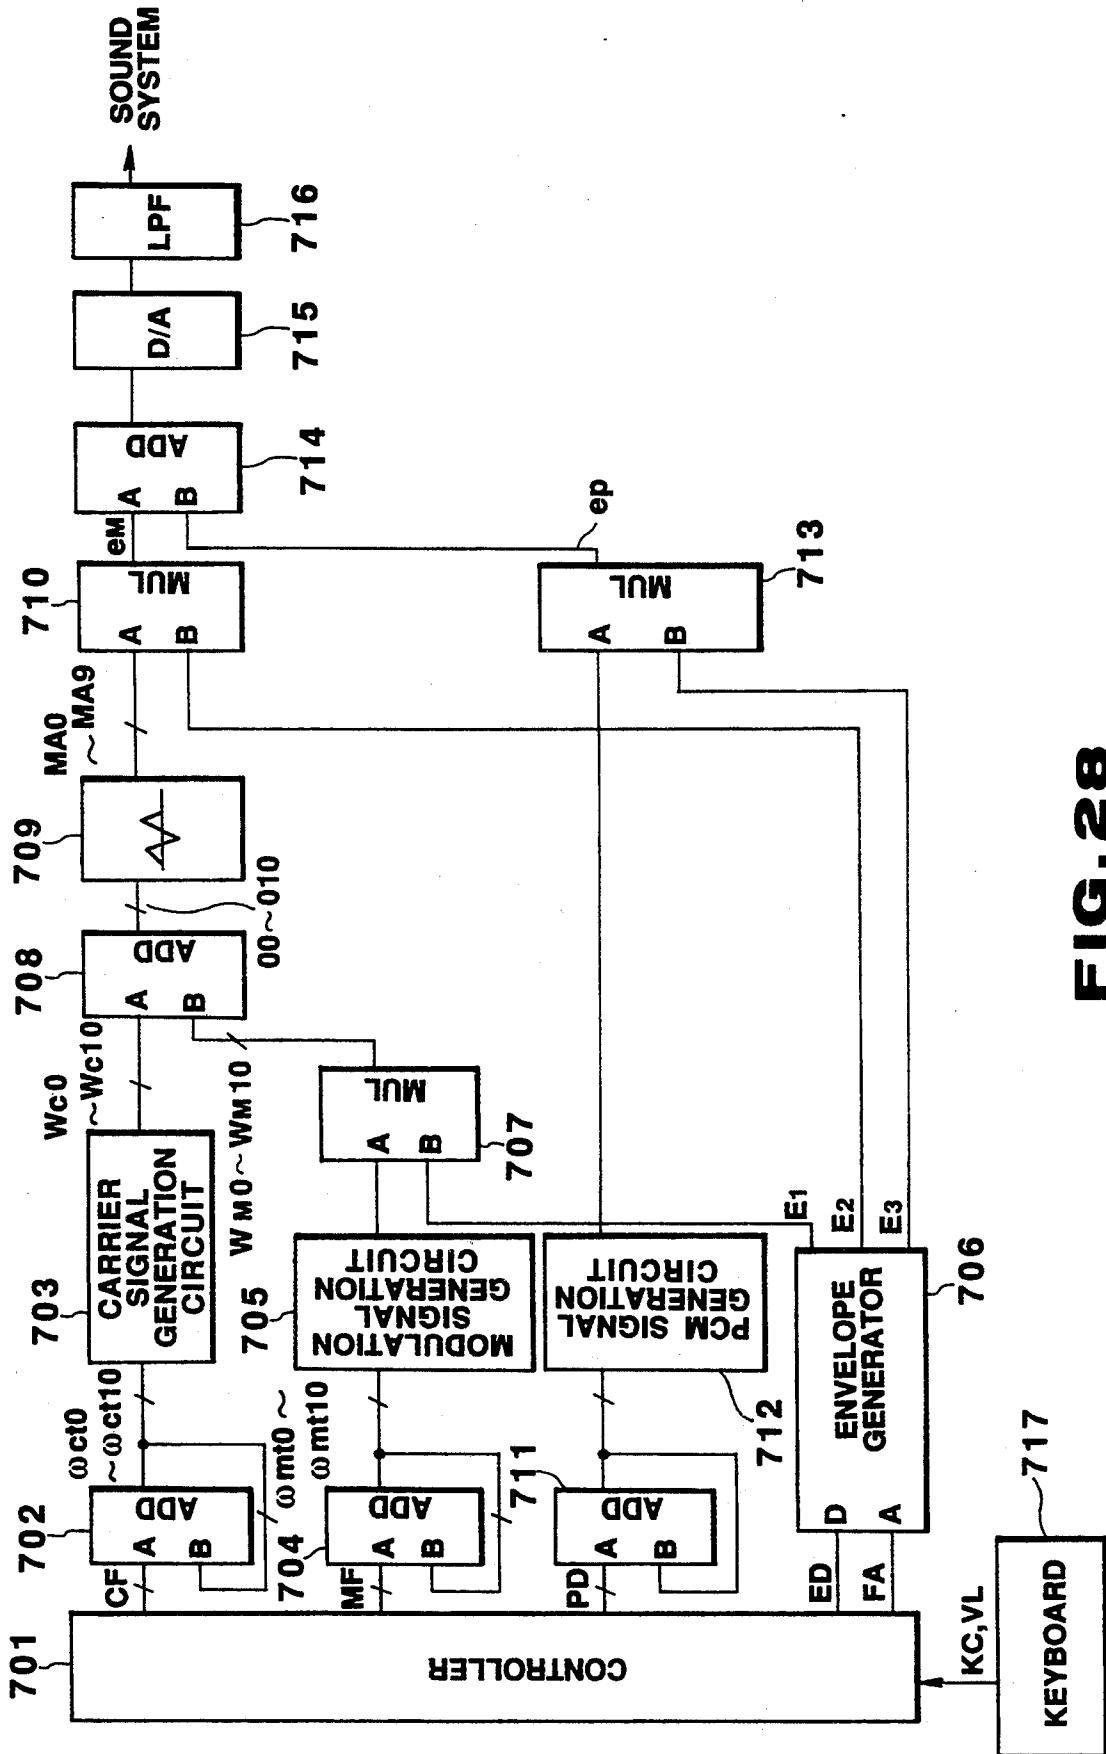 SOUND
SYSTEM
LPF
716
D/A
715
ADD
A
B
714
eM
ep
MUL
A
B
710
MUL
A
B
713
MA0
~MA9
709
00~010
ADD
A
B
708
Wc0
~Wc10
WM0~WM10
MUL
A
B
707
CARRIER
SIGNAL
GENERATION
CIRCUIT
703
MODULATION
SIGNAL
GENERATION
CIRCUIT
705
PCM SIGNAL
GENERATION
CIRCUIT
712
E1
E2
E3
ENVELOPE
GENERATOR
D
A
706
ωct0
~ωct10
ωmt0~
ωmt10
ADD
A
B
702
ADD
A
B
704
ADD
A
B
711
CF
MF
PD
ED
FA
CONTROLLER
701
KC,VL
KEYBOARD
717
FIG.28